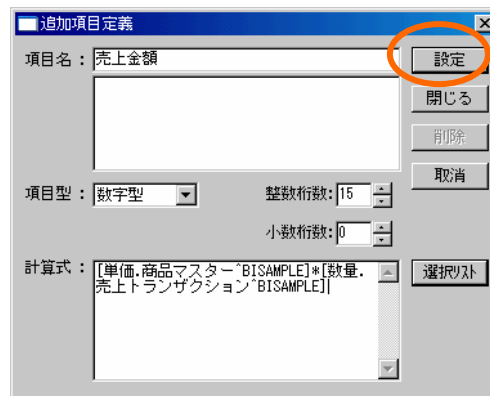 追加項目定義
項目名： 売上金額
設定
閉じる
削除
取消
項目型： 数字型
整数桁数: 15
小数桁数: 0
計算式： [単価.商品マスター^BISAMPLE]*[数量.
売上トランザクション^BISAMPLE]
選択リスト